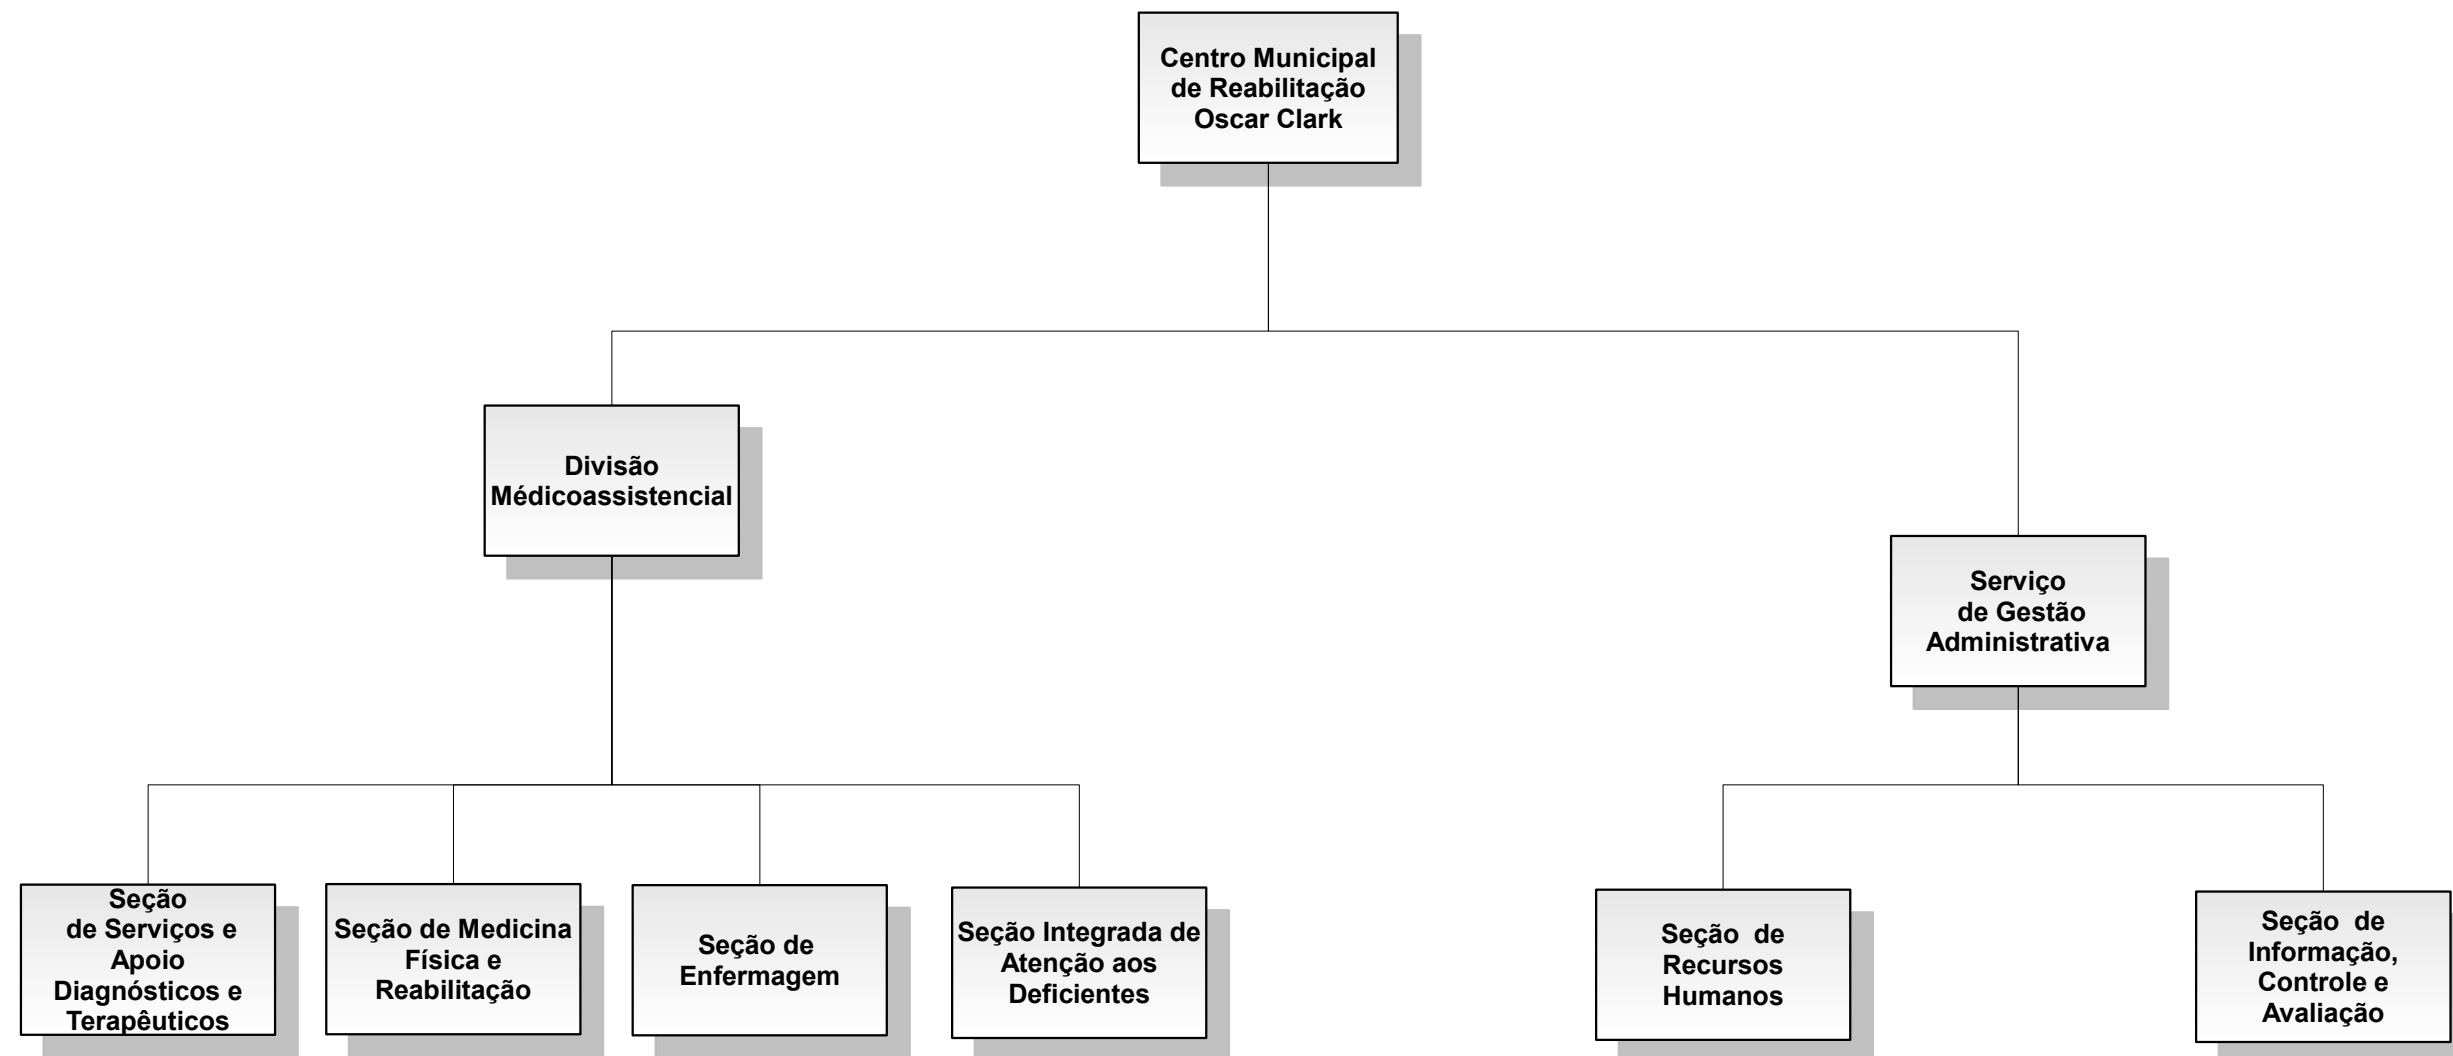 Centro Municipal
de Reabilitação
Oscar Clark
Divisão
Médicoassistencial
Serviço
de Gestão
Administrativa
Seção
de Serviços e
Apoio
Diagnósticos e
Terapêuticos
Seção de Medicina
Física e
Reabilitação
Seção de
Enfermagem
Seção Integrada de
Atenção aos
Deficientes
Seção  de
Recursos
Humanos
Seção  de
Informação,
Controle e
Avaliação